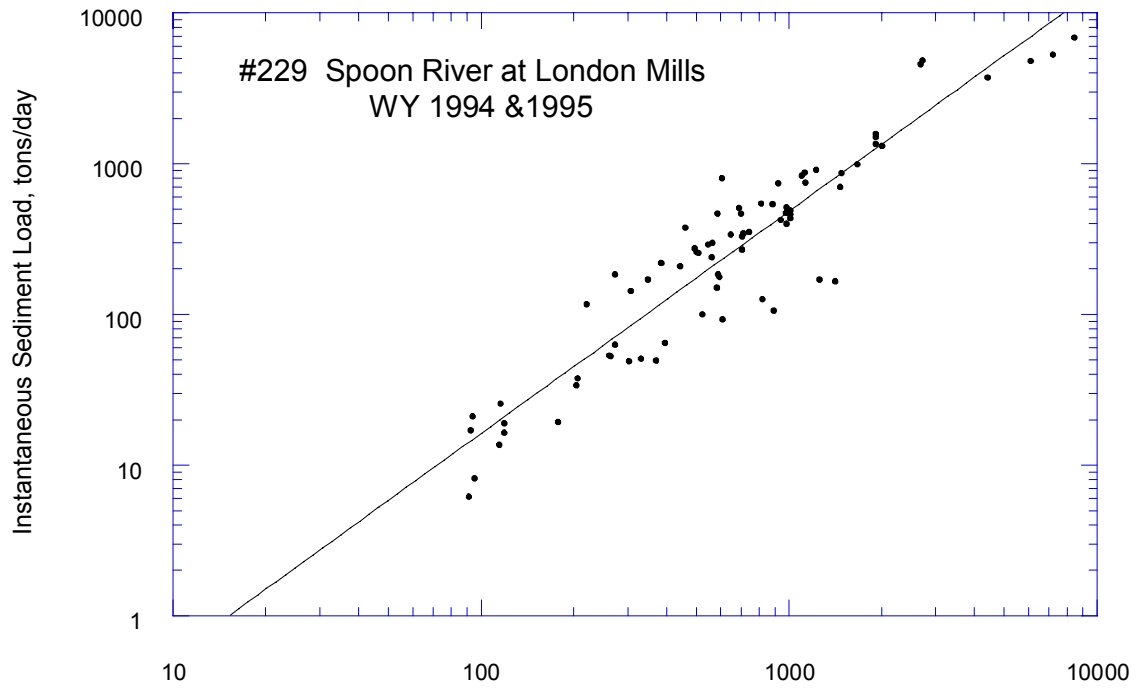 10000
#229 Spoon River at London Mills
WY 1994 &1995
1000
100
10
1
Instantaneous Sediment Load, tons/day
10 100 1000 10000